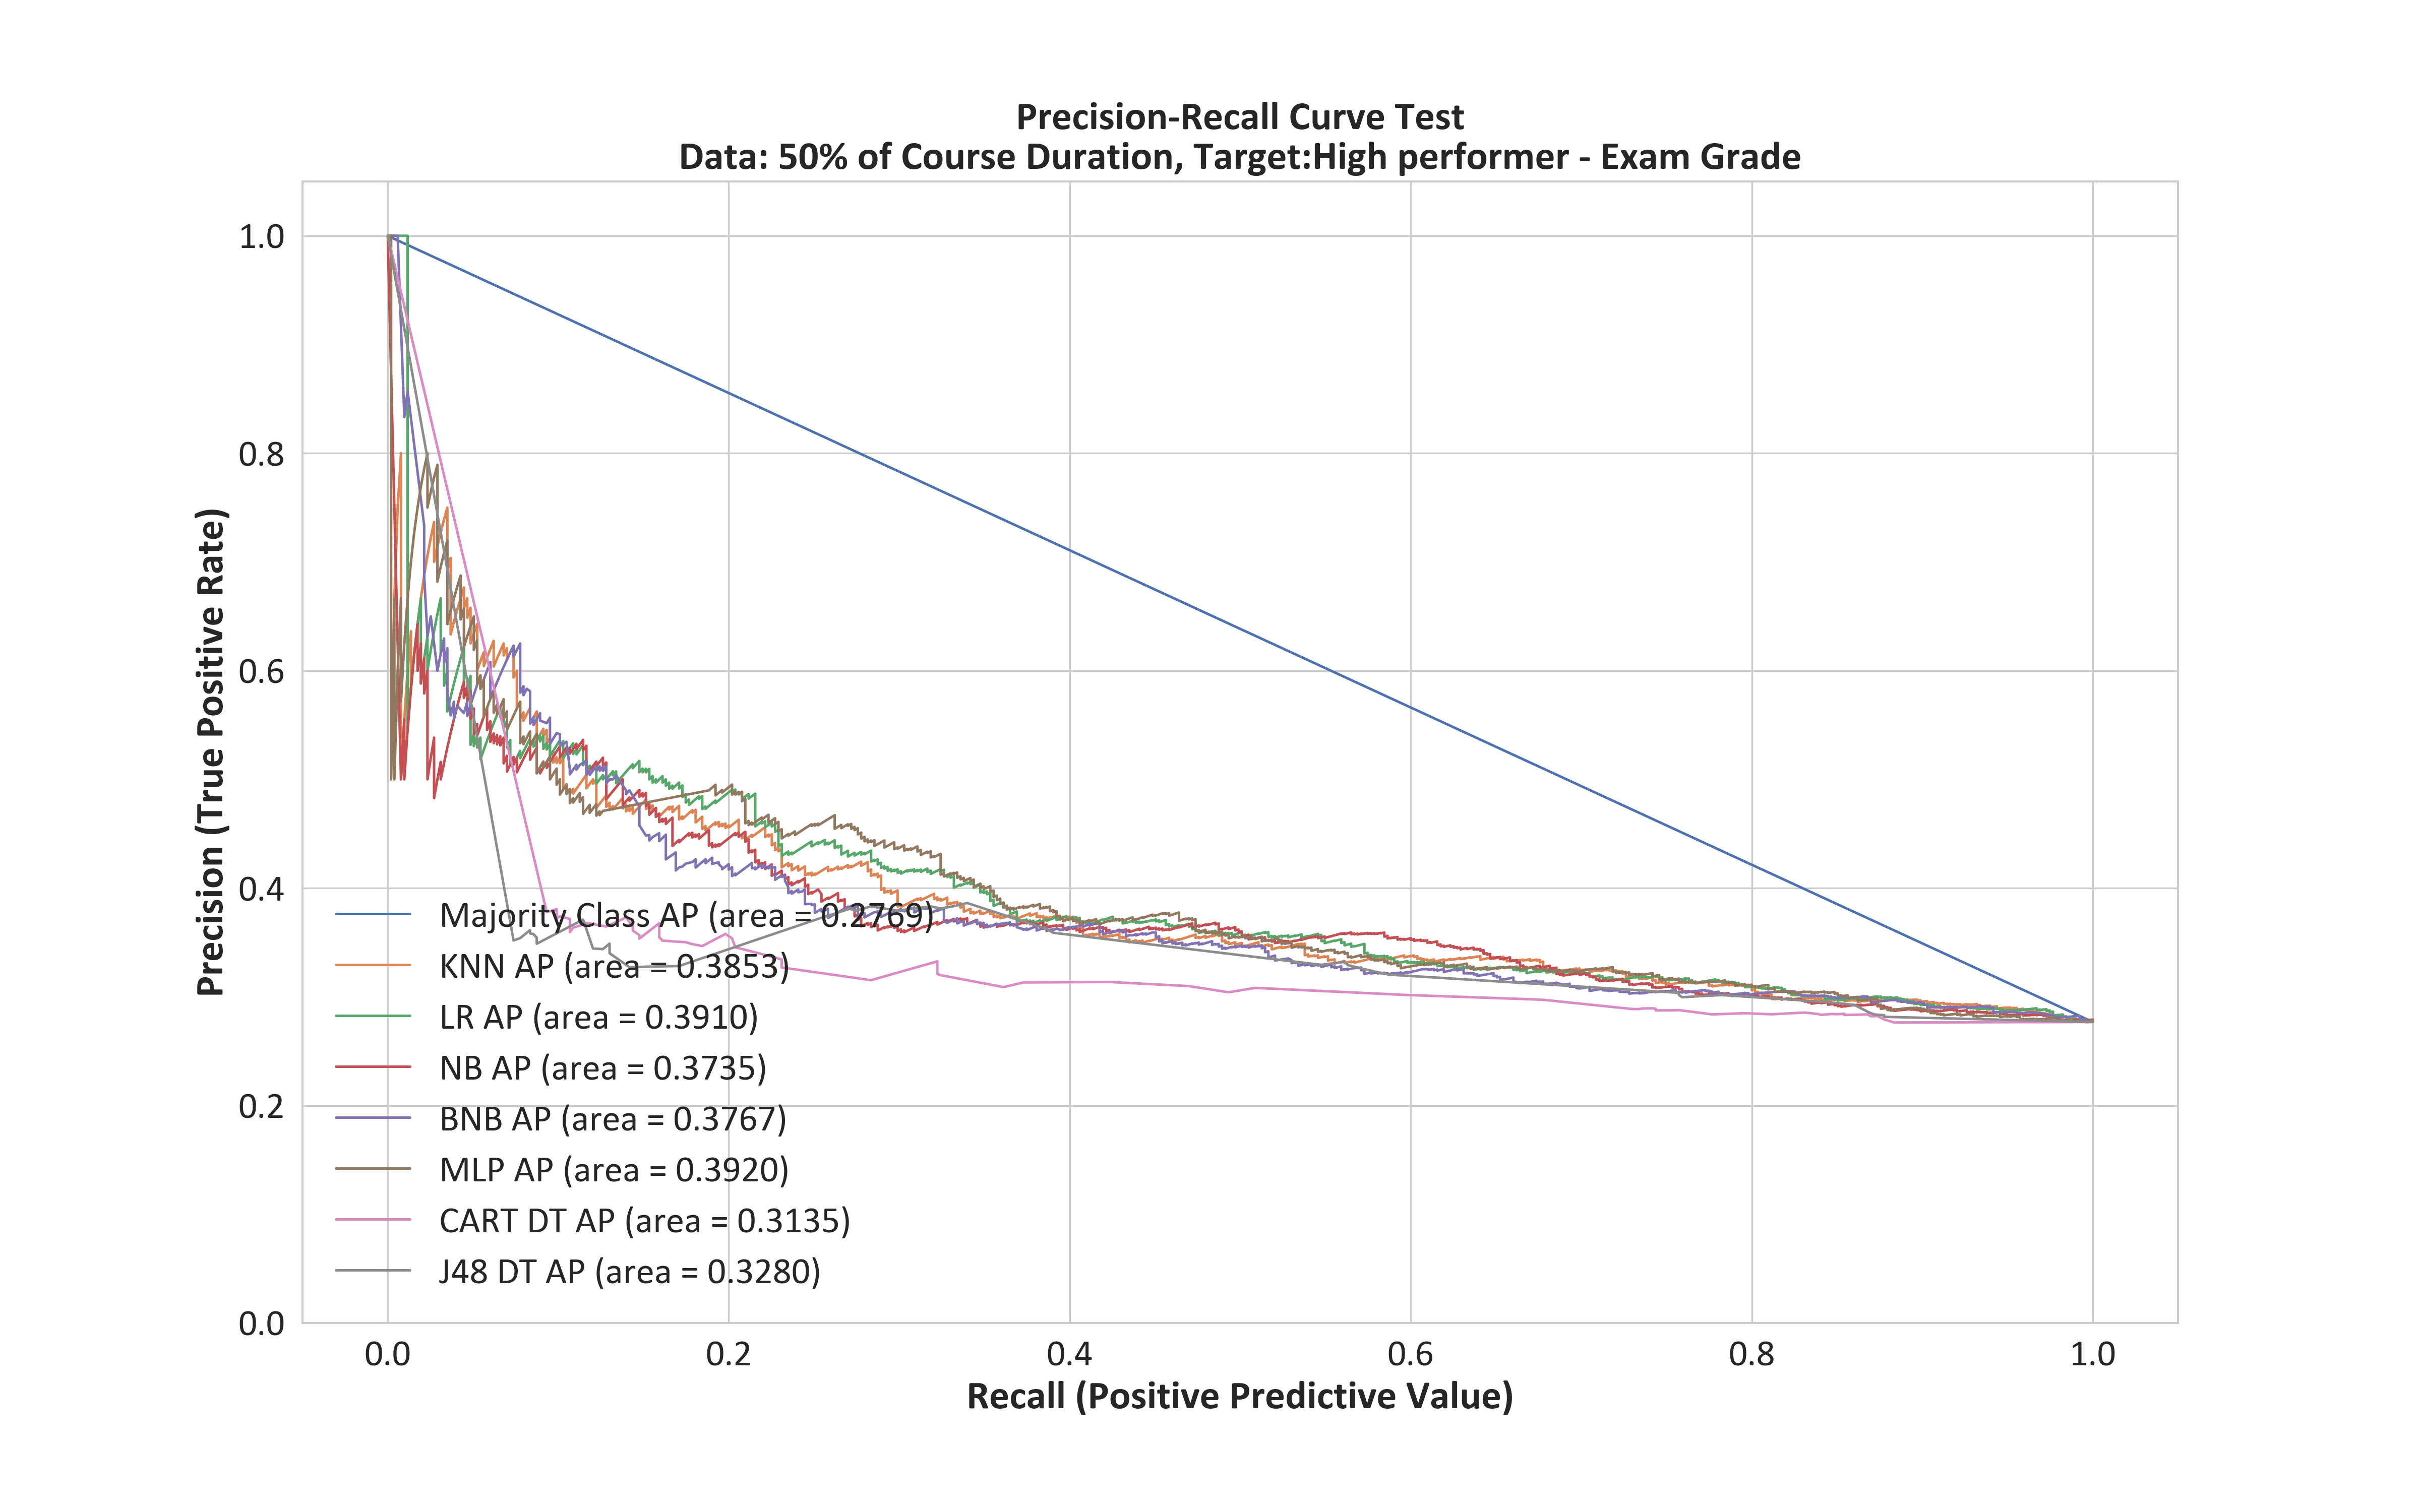 Precision-Recall Curve Test
Data: 50% of Course Duration, Target:High performer - Exam Grade
Precision (True Positive Rate)
1.0
0.8
0.6
0.4
0.2
0.0
Majority Class AP (area = 0.2769)
KNN AP (area = 0.3853)
LR AP (area = 0.3910)
NB AP (area = 0.3735)
BNB AP (area = 0.3767)
MLP AP (area = 0.3920)
CART DT AP (area = 0.3135)
J48 DT AP (area = 0.3280)
0.0 0.2 0.4 0.6 0.8 1.0
Recall (Positive Predictive Value)